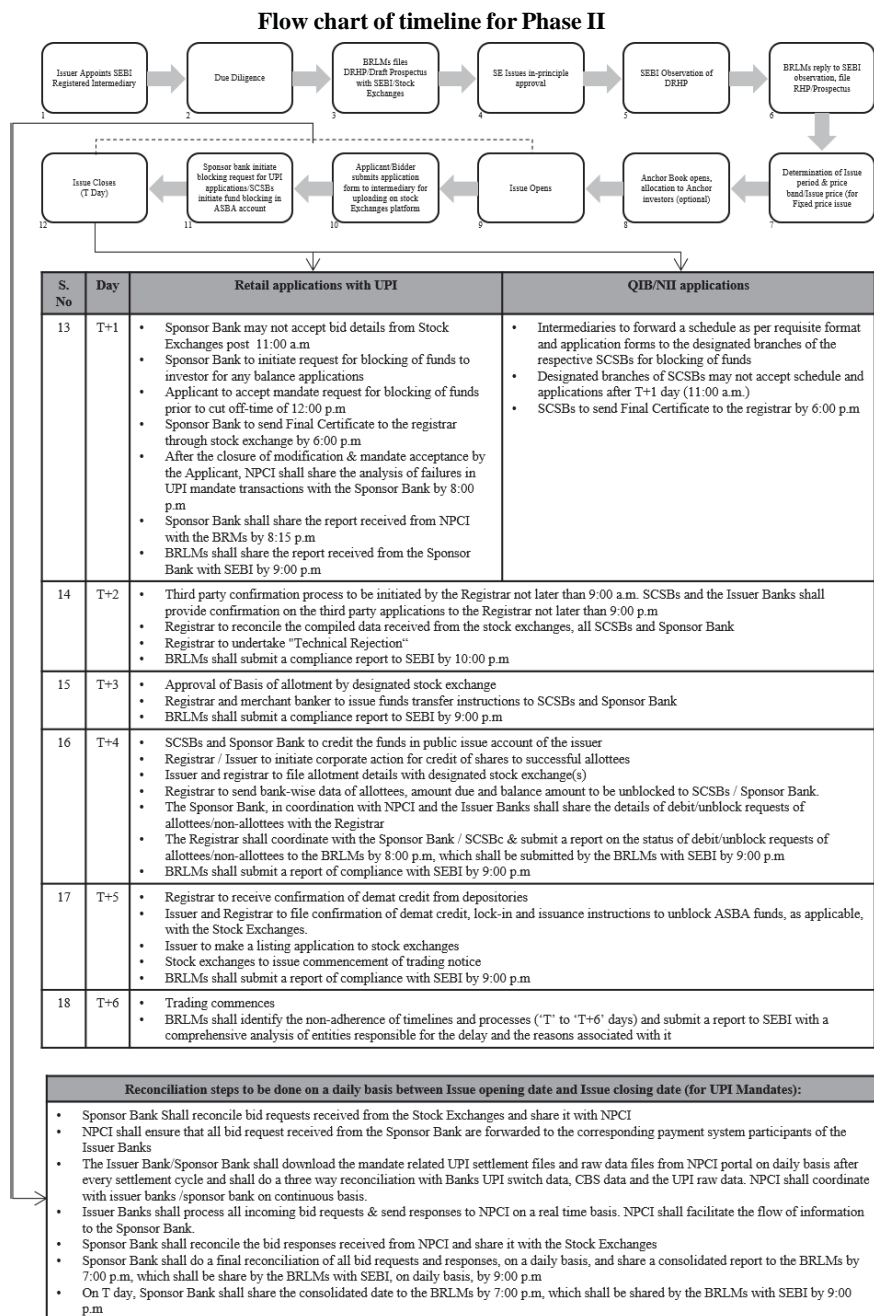 Flow chart of timeline for Phase II
Issuer Appoints SEBI
Registered Intermediary
1
Due Diligence
2
BRLMs files
DRHP/Draft Prospectus
with SEBI/Stock
Exchanges
3
SE Issues in-principle
approval
4
SEBI Observation of
DRHP
5
BRLMs reply to SEBI
observation, file
RHP/Prospectus
6
Issue Closes
(T Day)
12
Sponsor bank initiate
blocking request for UPI
applications/SCSBs
initiate fund blocking in
ASBA account
11
Applicant/Bidder
submits application
form to intermediary for
uploading on stock
Exchanges platform
10
Issue Opens
9
Anchor Book opens,
allocation to Anchor
investors (optional)
8
Determination of Issue
period & price
band/Issue price (for
Fixed price issue
7
S. No
Day
Retail applications with UPI
QIB/NII applications
13
T+1
• Sponsor Bank may not accept bid details from Stock
Exchanges post 11:00 a.m
• Sponsor Bank to initiate request for blocking of funds to
investor for any balance applications
• Applicant to accept mandate request for blocking of funds
prior to cut off-time of 12:00 p.m
• Sponsor Bank to send Final Certificate to the registrar
through stock exchange by 6:00 p.m
• After the closure of modification & mandate acceptance by
the Applicant, NPCI shall share the analysis of failures in
UPI mandate transactions with the Sponsor Bank by 8:00
p.m
• Sponsor Bank shall share the report received from NPCI
with the BRMs by 8:15 p.m
• BRLMs shall share the report received from the Sponsor
Bank with SEBI by 9:00 p.m
• Intermediaries to forward a schedule as per requisite format
and application forms to the designated branches of the
respective SCSBs for blocking of funds
• Designated branches of SCSBs may not accept schedule and
applications after T+1 day (11:00 a.m.)
• SCSBs to send Final Certificate to the registrar by 6:00 p.m
14
T+2
• Third party confirmation process to be initiated by the Registrar not later than 9:00 a.m. SCSBs and the Issuer Banks shall
provide confirmation on the third party applications to the Registrar not later than 9:00 p.m
• Registrar to reconcile the compiled data received from the stock exchanges, all SCSBs and Sponsor Bank
• Registrar to undertake "Technical Rejection“
• BRLMs shall submit a compliance report to SEBI by 10:00 p.m
15
T+3
• Approval of Basis of allotment by designated stock exchange
• Registrar and merchant banker to issue funds transfer instructions to SCSBs and Sponsor Bank
• BRLMs shall submit a compliance report to SEBI by 9:00 p.m
16
T+4
• SCSBs and Sponsor Bank to credit the funds in public issue account of the issuer
• Registrar / Issuer to initiate corporate action for credit of shares to successful allottees
• Issuer and registrar to file allotment details with designated stock exchange(s)
• Registrar to send bank-wise data of allottees, amount due and balance amount to be unblocked to SCSBs / Sponsor Bank.
• The Sponsor Bank, in coordination with NPCI and the Issuer Banks shall share the details of debit/unblock requests of
allottees/non-allottees with the Registrar
• The Registrar shall coordinate with the Sponsor Bank / SCSBc & submit a report on the status of debit/unblock requests of
allottees/non-allottees to the BRLMs by 8:00 p.m, which shall be submitted by the BRLMs with SEBI by 9:00 p.m
• BRLMs shall submit a report of compliance with SEBI by 9:00 p.m
17
T+5
• Registrar to receive confirmation of demat credit from depositories
• Issuer and Registrar to file confirmation of demat credit, lock-in and issuance instructions to unblock ASBA funds, as applicable,
with the Stock Exchanges.
• Issuer to make a listing application to stock exchanges
• Stock exchanges to issue commencement of trading notice
• BRLMs shall submit a report of compliance with SEBI by 9:00 p.m
18
T+6
• Trading commences
• BRLMs shall identify the non-adherence of timelines and processes (‘T’ to ‘T+6’ days) and submit a report to SEBI with a
comprehensive analysis of entities responsible for the delay and the reasons associated with it
Reconciliation steps to be done on a daily basis between Issue opening date and Issue closing date (for UPI Mandates):
• Sponsor Bank Shall reconcile bid requests received from the Stock Exchanges and share it with NPCI
• NPCI shall ensure that all bid request received from the Sponsor Bank are forwarded to the corresponding payment system participants of the
Issuer Banks
• The Issuer Bank/Sponsor Bank shall download the mandate related UPI settlement files and raw data files from NPCI portal on daily basis after
every settlement cycle and shall do a three way reconciliation with Banks UPI switch data, CBS data and the UPI raw data. NPCI shall coordinate
with issuer banks /sponsor bank on continuous basis.
• Issuer Banks shall process all incoming bid requests & send responses to NPCI on a real time basis. NPCI shall facilitate the flow of information
to the Sponsor Bank.
• Sponsor Bank shall reconcile the bid responses received from NPCI and share it with the Stock Exchanges
• Sponsor Bank shall do a final reconciliation of all bid requests and responses, on a daily basis, and share a consolidated report to the BRLMs by
7:00 p.m, which shall be share by the BRLMs with SEBI, on daily basis, by 9:00 p.m
• On T day, Sponsor Bank shall share the consolidated date to the BRLMs by 7:00 p.m, which shall be shared by the BRLMs with SEBI by 9:00
p.m